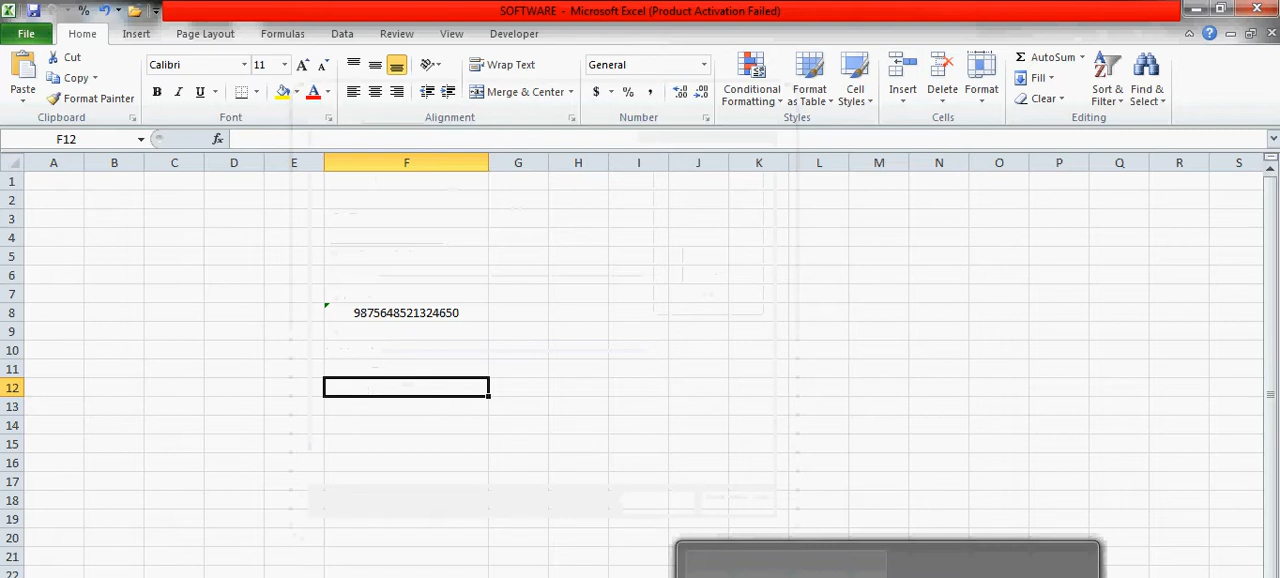 SOFTWARE - Microsoft Excel (Product Activation Failed)
File Home Insert Page Layout Formulas Data Review View Developer
Paste
Cut
Copy
Format Painter
Clipboard
Calibri 11
B I U
Font
Wrap Text
Merge & Center
Alignment
General
$ % ,
Number
Conditional Formatting
Format as Table
Cell Styles
Styles
Insert Delete Format
Cells
AutoSum
Fill
Clear
Sort & Filter
Find & Select
Editing
F12 fx
A B C D E F G H I J K L M N O P Q R S
1
2
3
4
5
6
7
8 9875648521324650
9
10
11
12
13
14
15
16
17
18
19
20
21
22